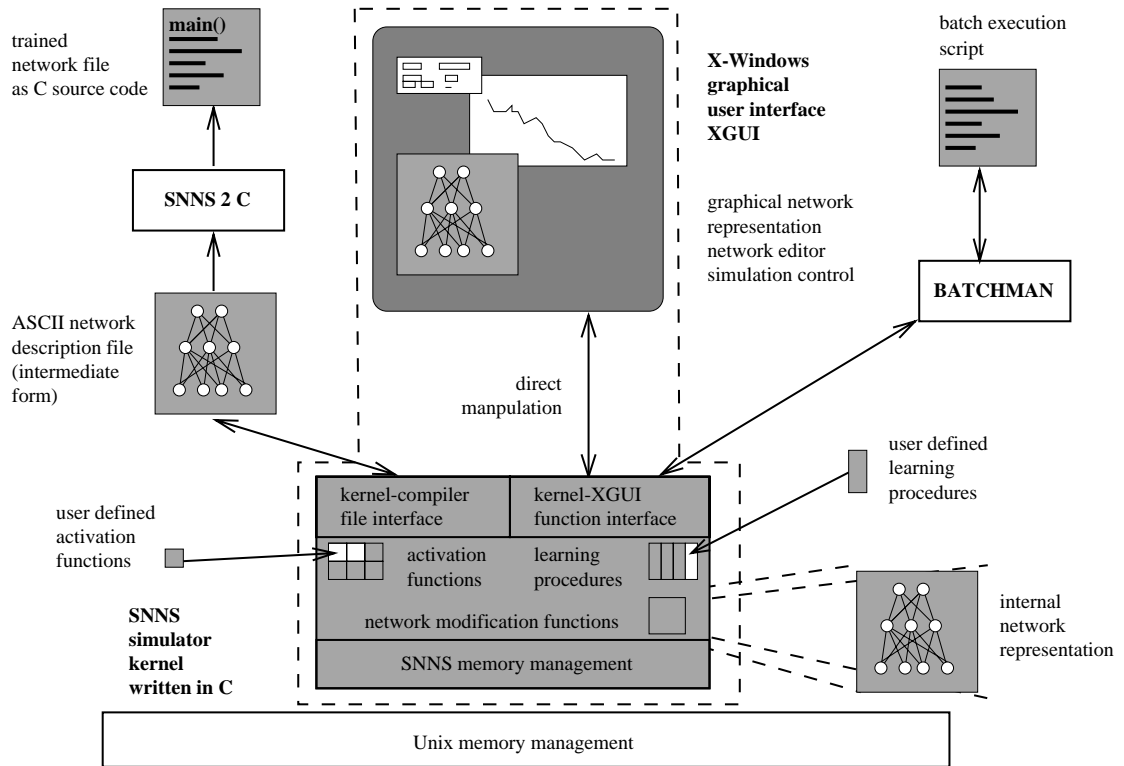 main()
trained
network file
as C source code
SNNS 2 C
ASCII network
description file
(intermediate
form)
X-Windows
graphical
user interface
XGUI
graphical network
representation
network editor
simulation control
batch execution
script
BATCHMAN
direct
manpulation
user defined
learning
procedures
kernel-compiler
file interface
kernel-XGUI
function interface
user defined
activation
functions
activation
functions
learning
procedures
network modification functions
SNNS memory management
SNNS
simulator
kernel
written in C
internal
network
representation
Unix memory management